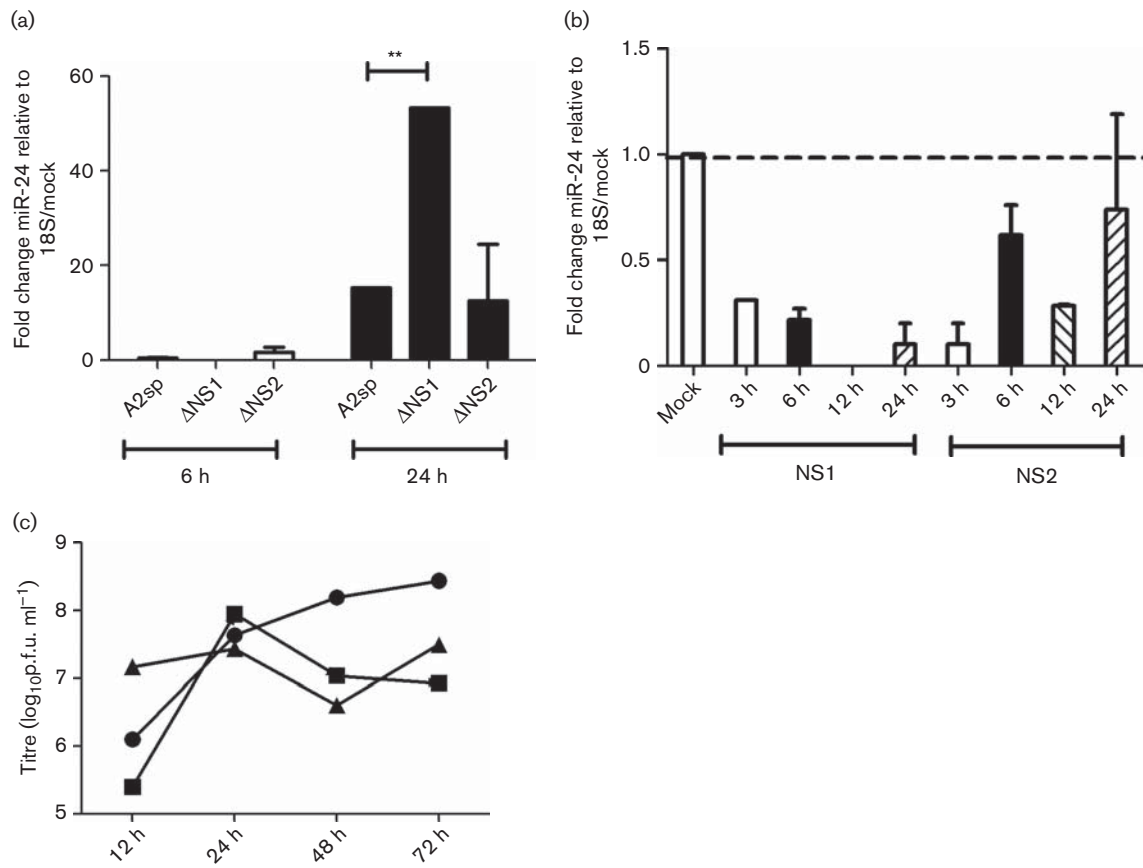 (a)
Fold change miR-24 relative to
18S/mock
60
40
20
0
**
A2sp
ΔNS1
ΔNS2
A2sp
ΔNS1
ΔNS2
6 h
24 h
(b)
Fold change miR-24 relative to
18S/mock
1.5
1.0
0.5
0
Mock
3 h
6 h
12 h
24 h
3 h
6 h
12 h
24 h
NS1
NS2
(c)
Titre (log10p.f.u. ml−1)
9
8
7
6
5
12 h
24 h
48 h
72 h